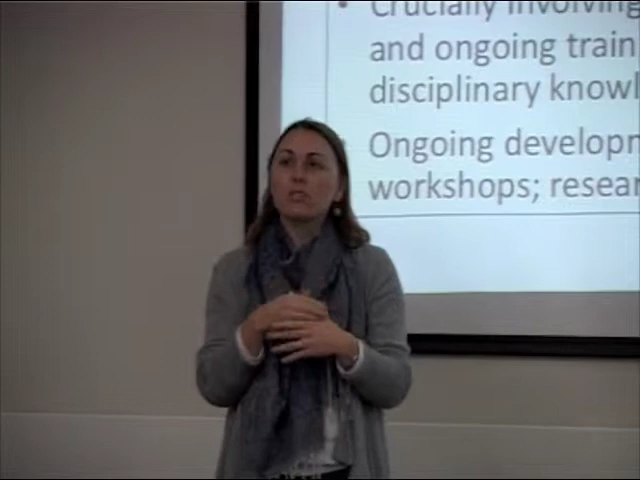 • Crucially involving
and ongoing train
disciplinary knowl
Ongoing developm
workshops; resear